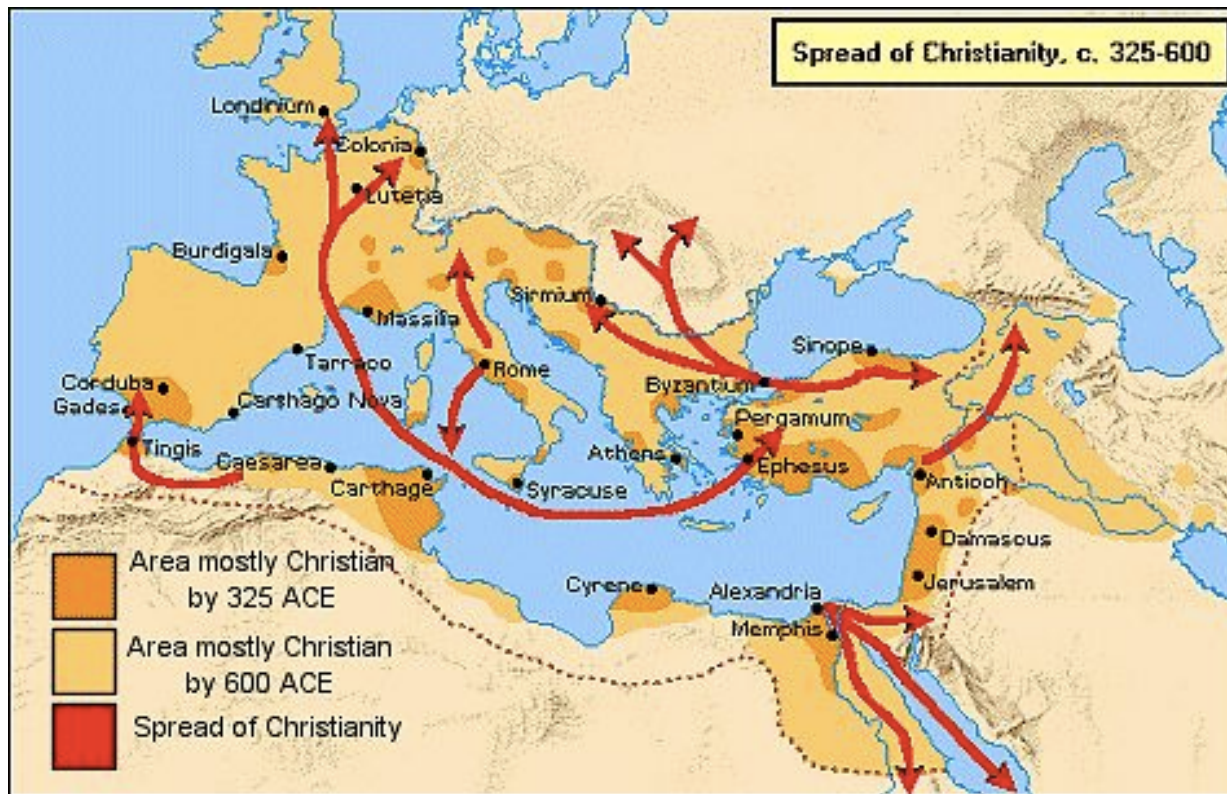 Spread of Christianity, c. 325-600
Londinium
Colonia
Lutetia
Burdigala
Sirmium
Massilia
Sinope
Tarraco
Rome
Byzantium
Corduba
Gades
Carthago Nova
Pergamum
Tingis
Caesarea
Athens
Ephesus
Carthage
Syracuse
Antioch
Damascus
Area mostly Christian
by 325 ACE
Cyrene
Alexandria
Jerusalem
Memphis
Area mostly Christian
by 600 ACE
Spread of Christianity